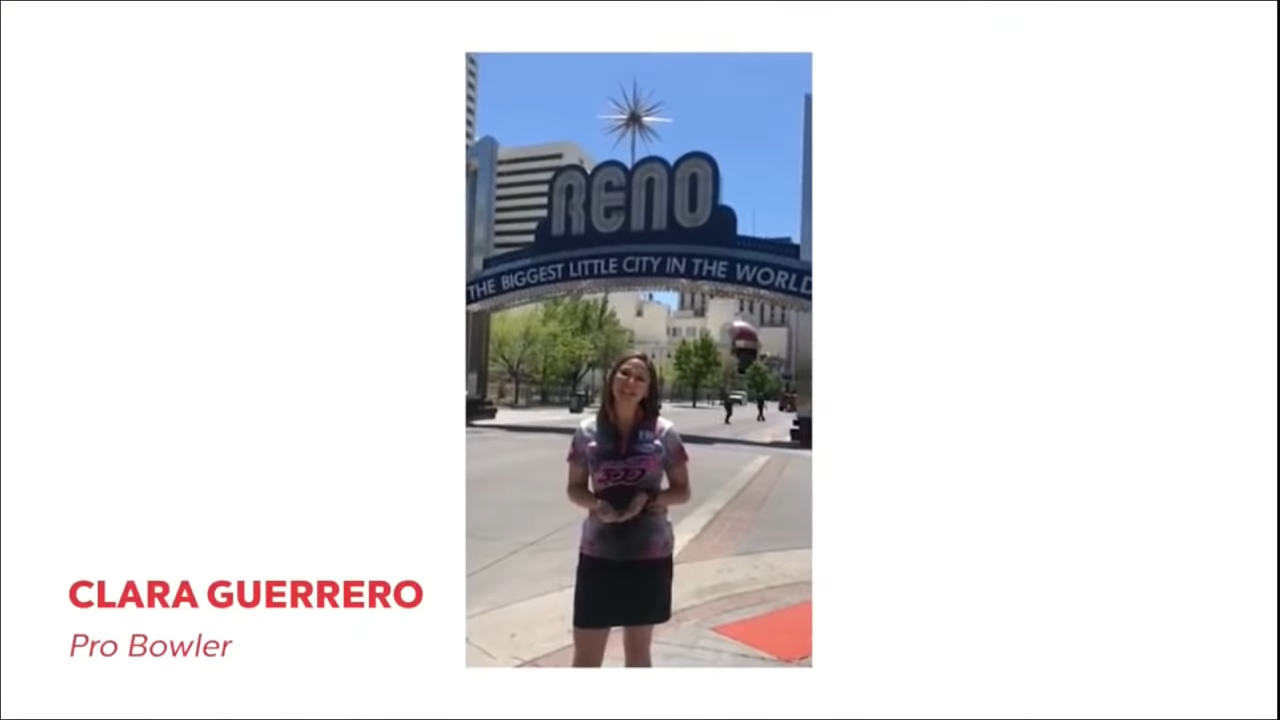 RENO
THE BIGGEST LITTLE CITY IN THE WORLD
CLARA GUERRERO
Pro Bowler